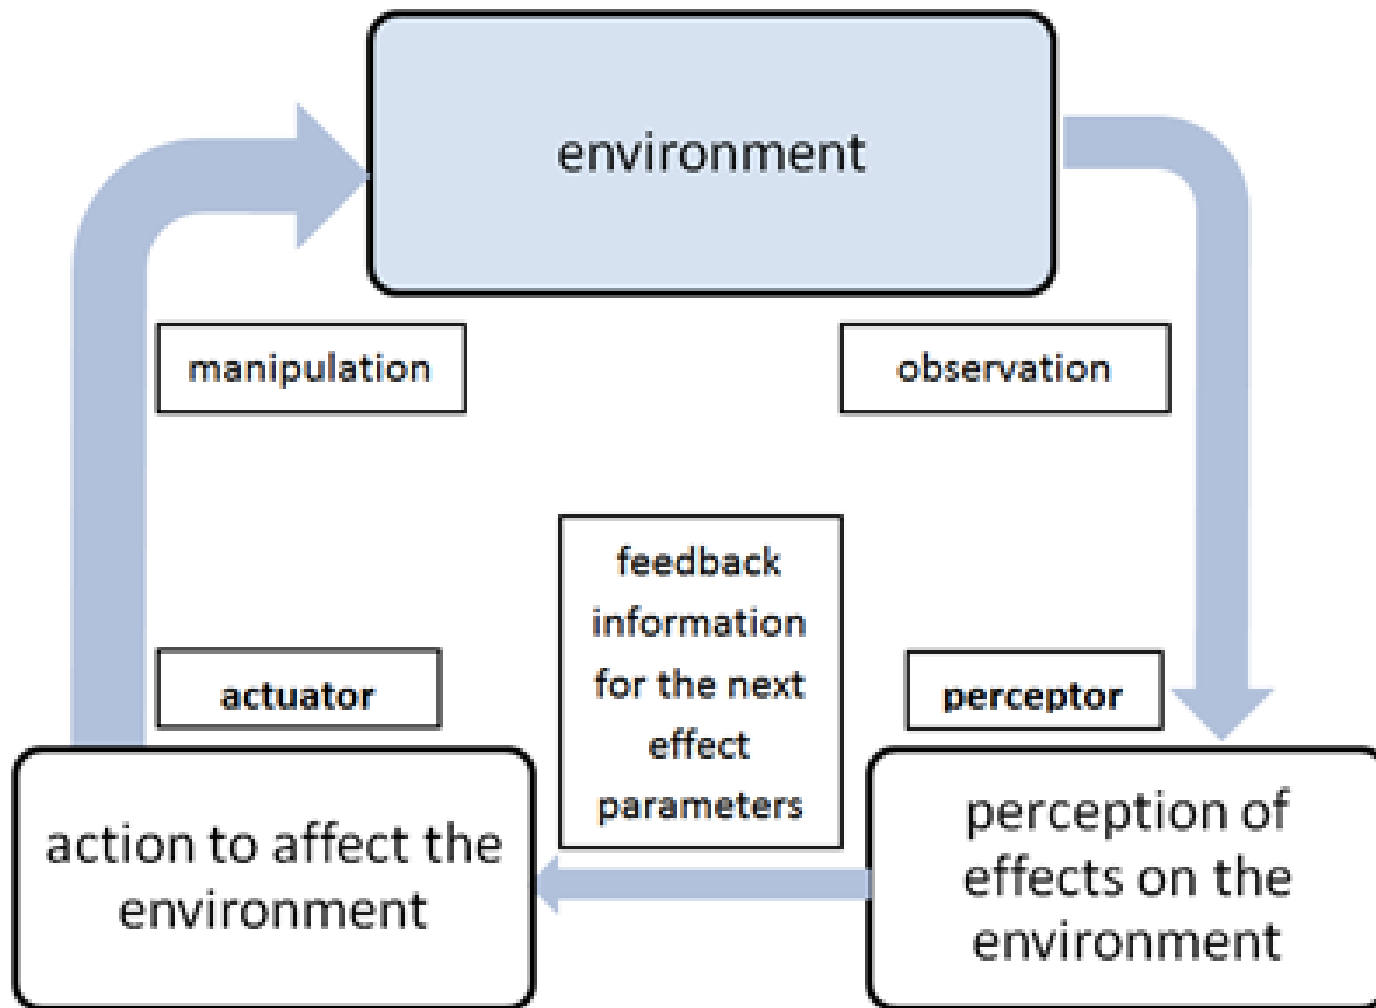 environment
manipulation
observation
feedback
information
for the next
effect
parameters
actuator
perceptor
action to affect the
environment
perception of
effects on the
environment